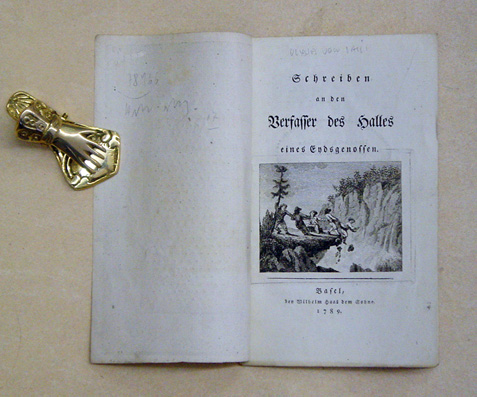 Schreiben
an den
Verfasser des Halles
eines Eydsgenossen.
Basel,
bey Wilhelm Haas dem Sohne
1789.